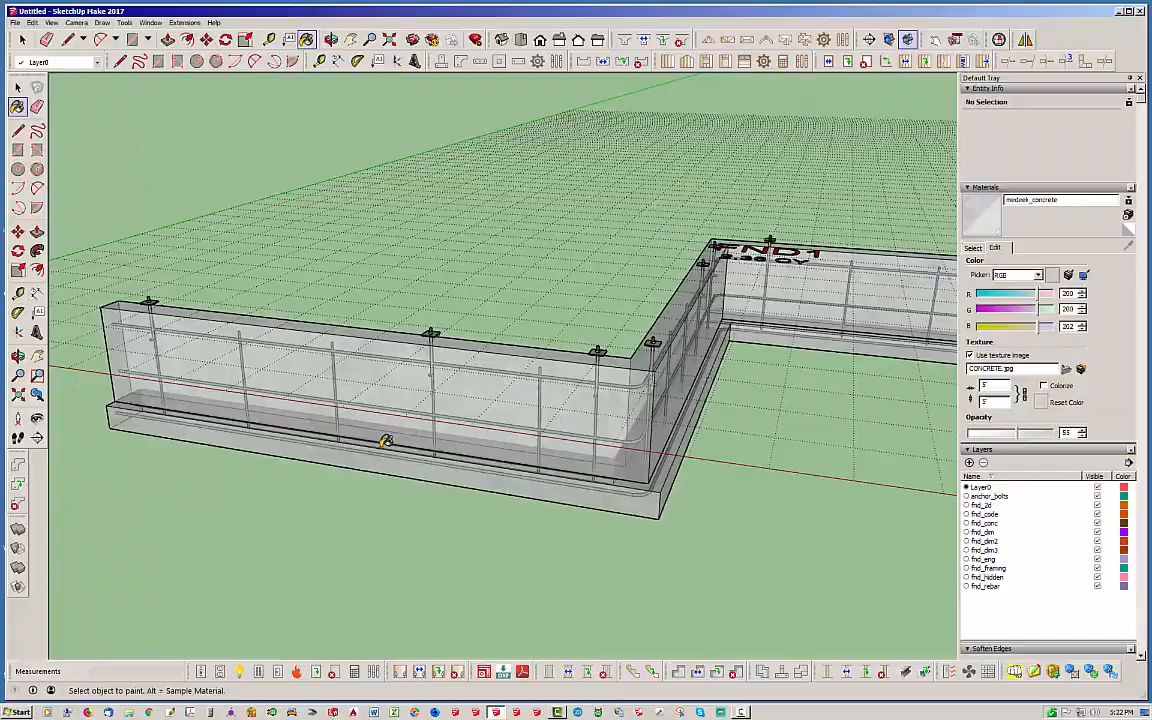 Untitled - SketchUp Make 2017
File Edit View Camera Draw Tools Window Extensions Help
Layer0
Default Tray
Entity Info
No Selection
Materials
medeek_concrete
Select Edit
Color
Picker: RGB
R 200
G 200
B 202
Texture
Use texture image
CONCRETE.jpg
5'
Colorize
5'
Reset Color
Opacity
55
Layers
Name Visible Color
Layer0
anchor_bolts
fnd_2d
fnd_code
fnd_conc
fnd_dim
fnd_dim2
fnd_dim3
fnd_eng
fnd_framing
fnd_hidden
fnd_rebar
Soften Edges
Measurements
Select object to paint. Alt = Sample Material.
Start
5:22 PM